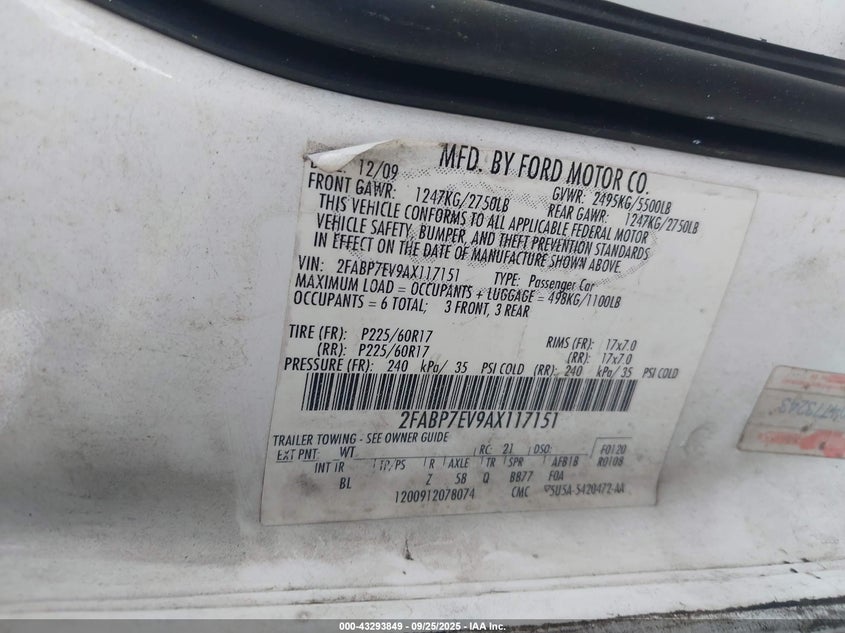 12/09 MFD. BY FORD MOTOR CO.
FRONT GAWR: 1247KG/2750LB GVWR: 2495KG/5500LB
REAR GAWR: 1247KG/2750LB
THIS VEHICLE CONFORMS TO ALL APPLICABLE FEDERAL MOTOR
VEHICLE SAFETY, BUMPER, AND THEFT PREVENTION STANDARDS
IN EFFECT ON THE DATE OF MANUFACTURE SHOWN ABOVE
VIN: 2FABP7EV9AX117151 TYPE: Passenger Car
MAXIMUM LOAD = OCCUPANTS + LUGGAGE = 498KG/1100LB
OCCUPANTS = 6 TOTAL; 3 FRONT, 3 REAR
TIRE (FR): P225/60R17 RIMS (FR): 17x7.0
(RR): P225/60R17 (RR): 17x7.0
PRESSURE (FR): 240 kPa/ 35 PSI COLD (RR): 240 kPa/ 35 PSI COLD
2FABP7EV9AX117151
TRAILER TOWING - SEE OWNER GUIDE
EXT PNT: WT RC: 21 DSO: F0120
INT TR TP/PS R AXLE TR SPR AFB1B R0108
BL Z 58 Q BB77 FOA
1200912078074 CMC 5U5A-5420472-AA
000-43293849 - 09/25/2025 - IAA Inc.